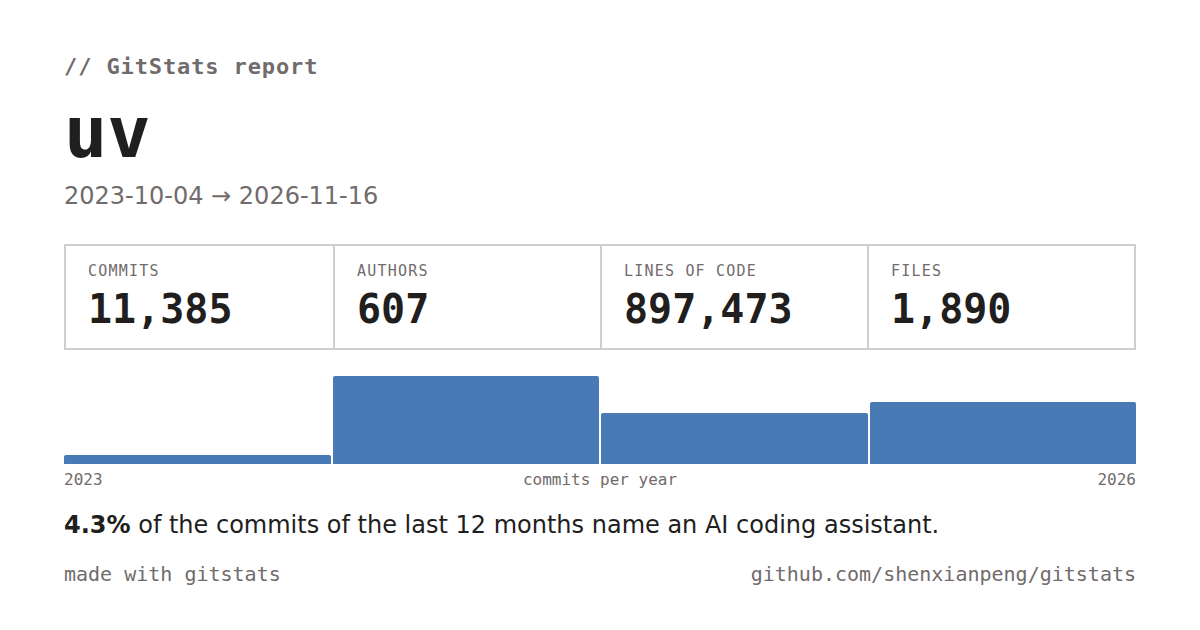 // GitStats report
uv
2023-10-04 → 2026-11-16
COMMITS AUTHORS LINES OF CODE FILES
11,385 607 897,473 1,890
2023 commits per year 2026
4.3% of the commits of the last 12 months name an AI coding assistant.
made with gitstats github.com/shenxianpeng/gitstats